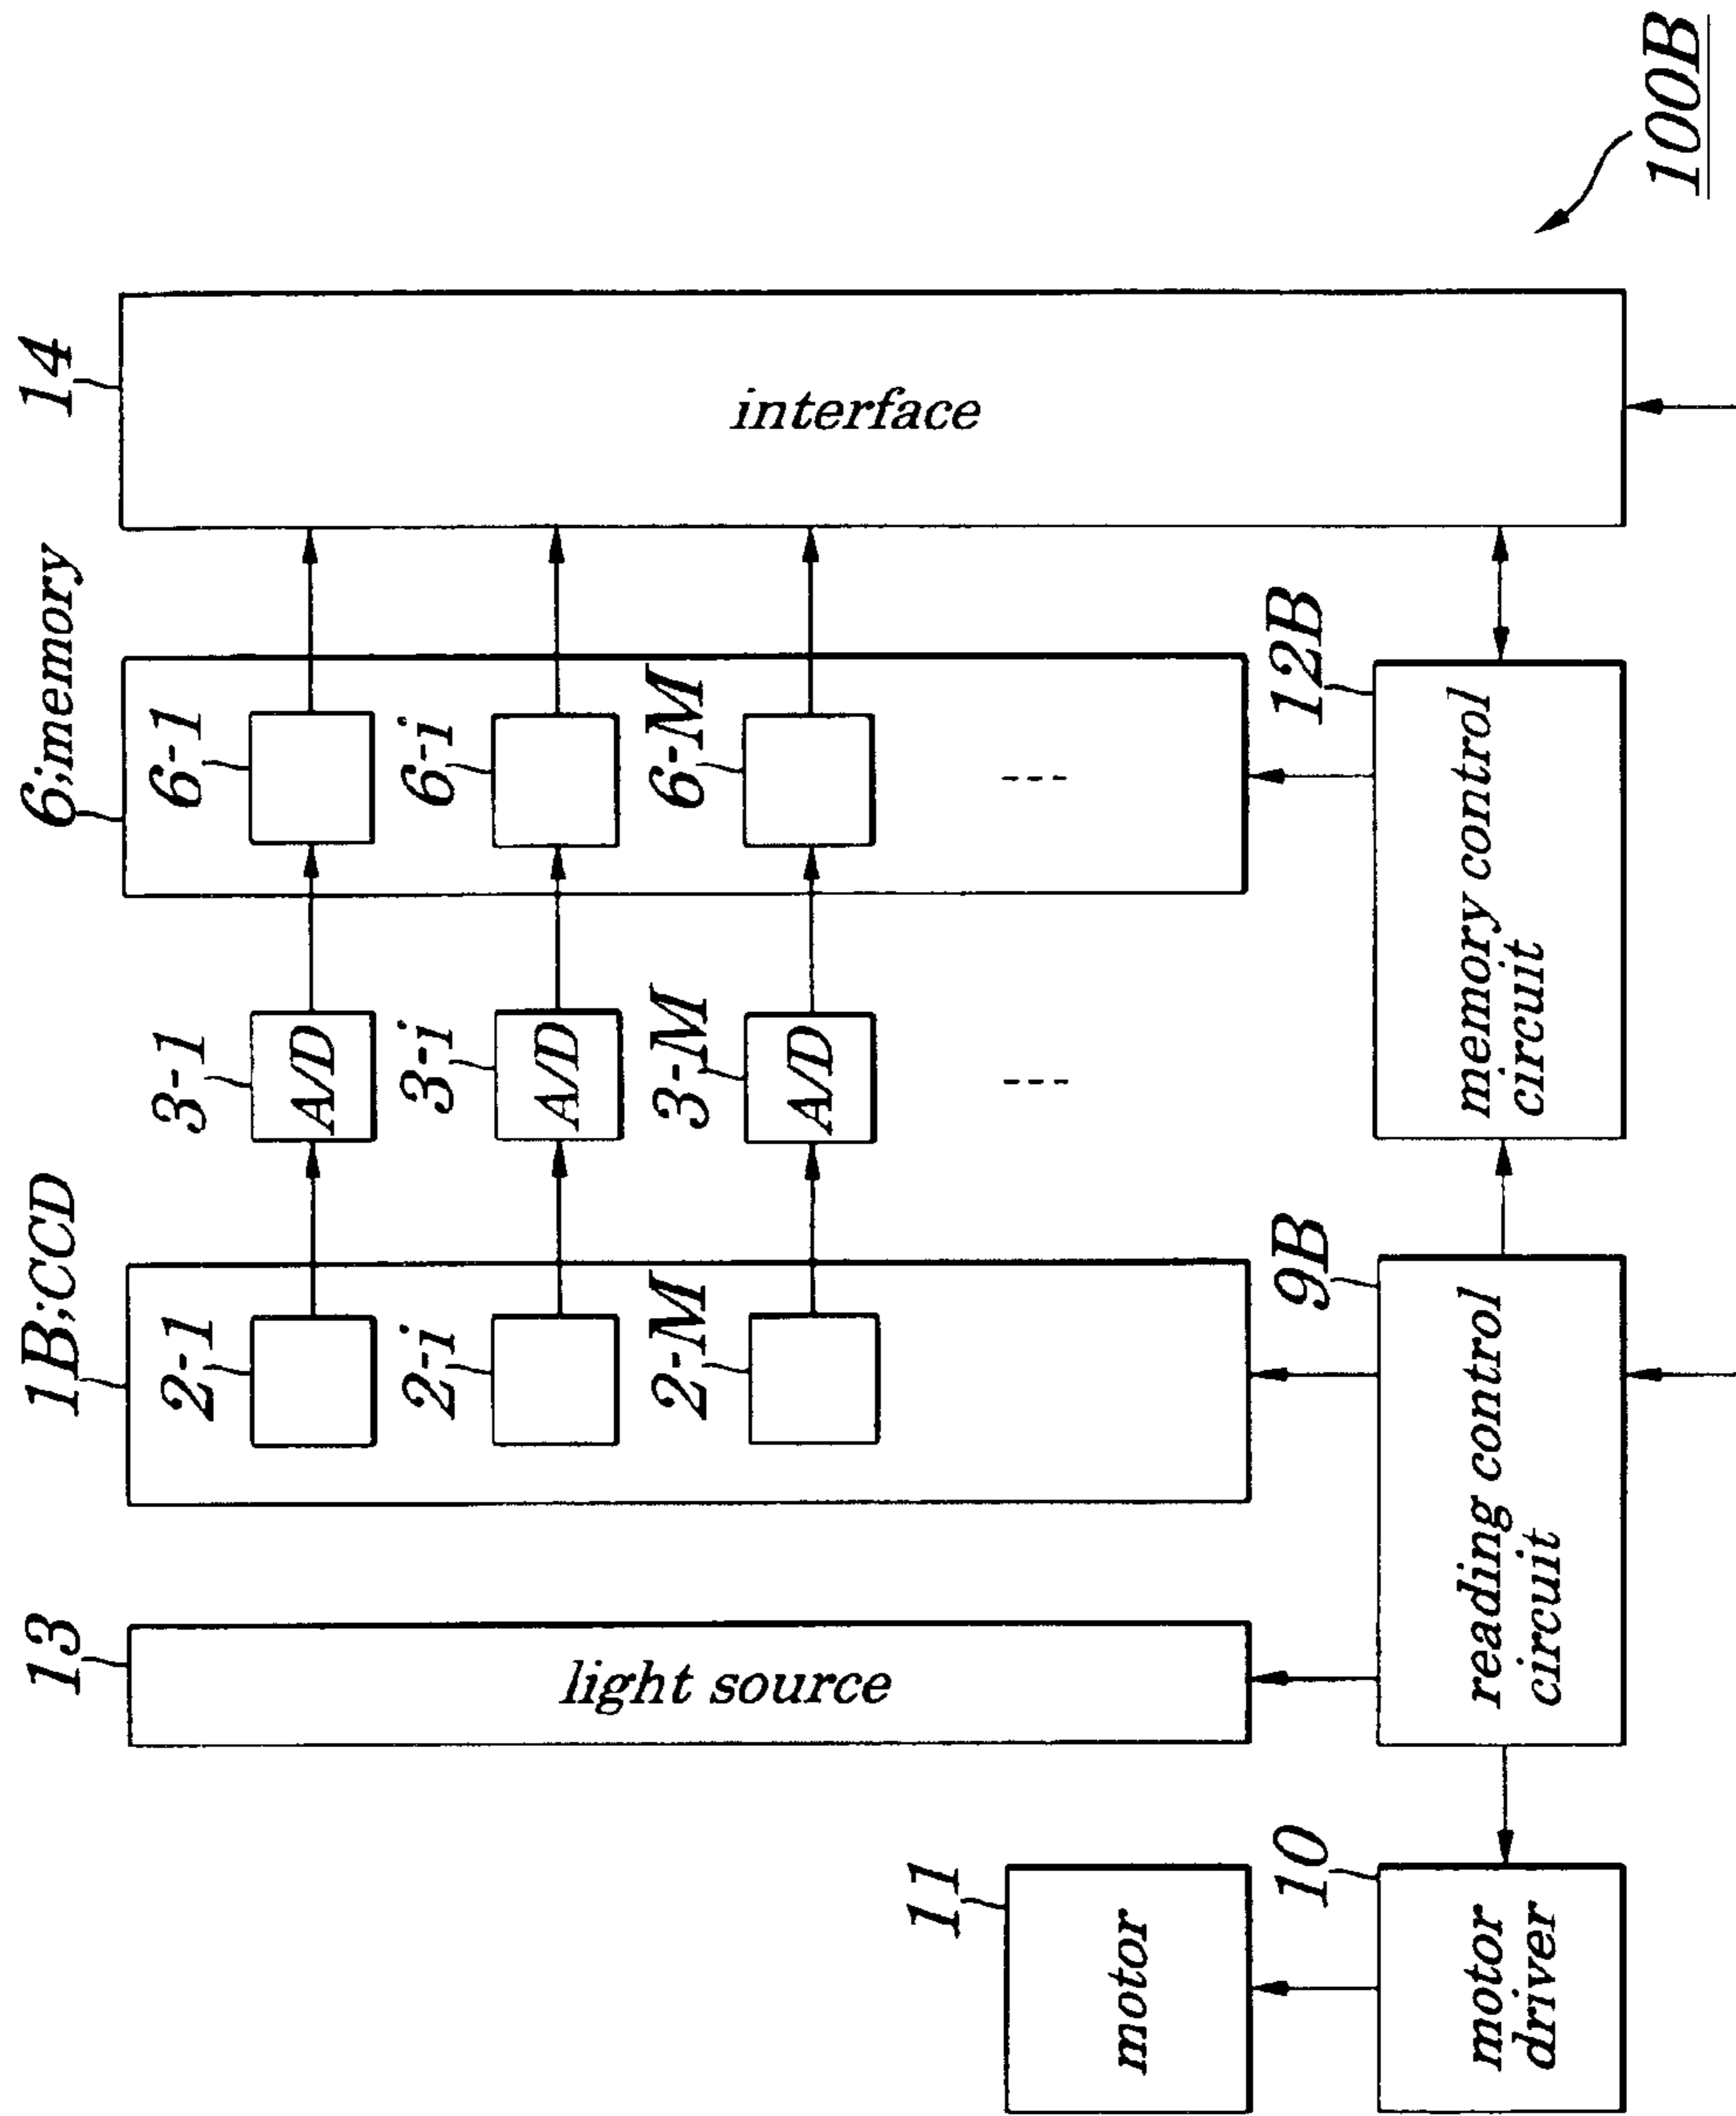 100B
14
interface
6;memory
6-1
6-i
6-M
---
12B
memory control
circuit
3-1
A/D
3-i
A/D
3-M
A/D
---
1B;CCD
2-1
2-i
2-M
9B
reading control
circuit
13
light source
11
motor
10
motor
driver